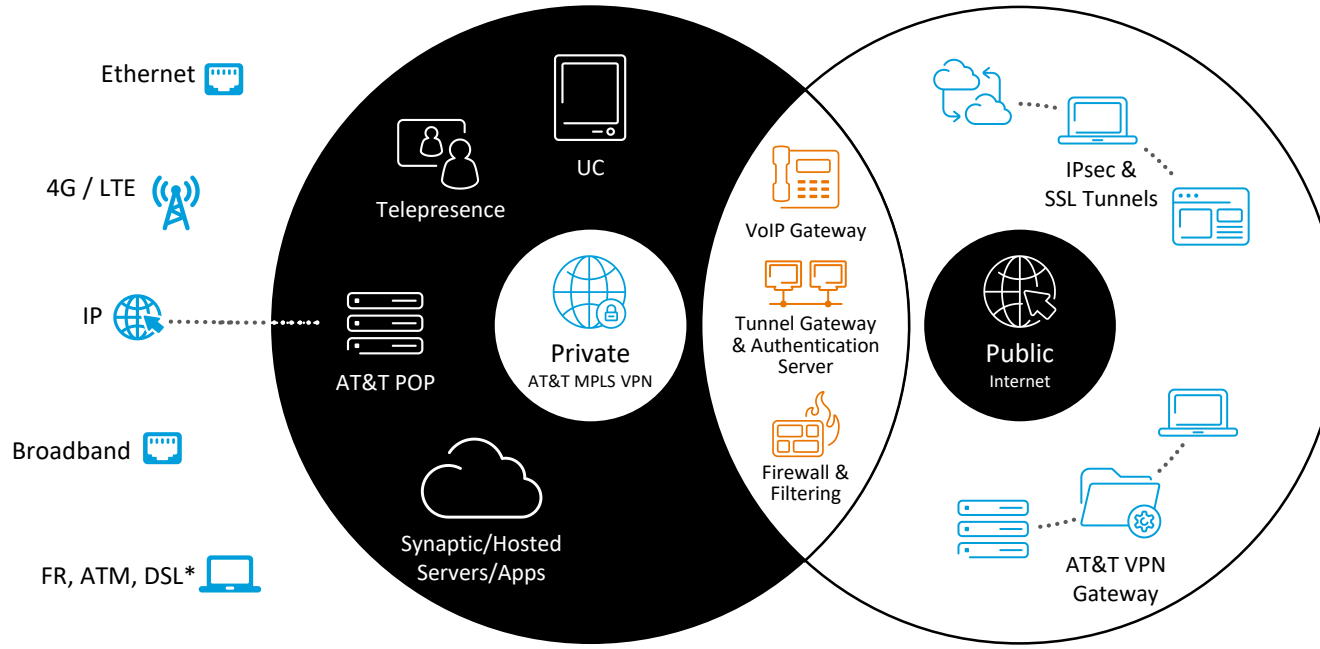 Ethernet
4G / LTE
IP
Broadband
FR, ATM, DSL*
UC
Telepresence
AT&T POP
Private
AT&T MPLS VPN
Synaptic/Hosted
Servers/Apps
VoIP Gateway
Tunnel Gateway
& Authentication
Server
Firewall &
Filtering
IPsec &
SSL Tunnels
Public
Internet
AT&T VPN
Gateway